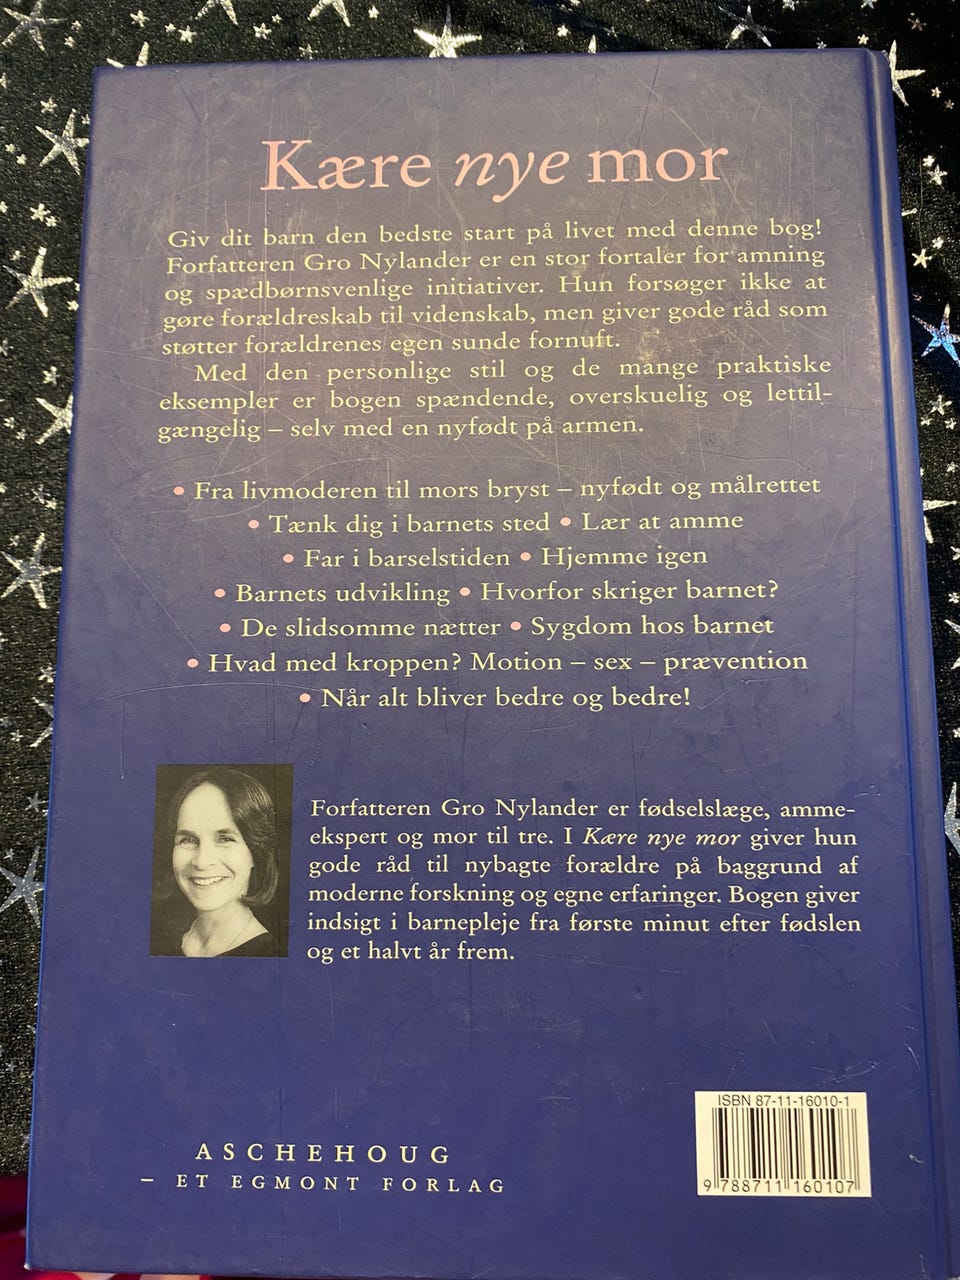 Kære nye mor
Giv dit barn den bedste start på livet med denne bog!
Forfatteren Gro Nylander er en stor fortaler for amning
og spædbørnsvenlige initiativer. Hun forsøger ikke at
gøre forældreskab til videnskab, men giver gode råd som
støtter forældrenes egen sunde fornuft.
Med den personlige stil og de mange praktiske
eksempler er bogen spændende, overskuelig og lettil-
gængelig – selv med en nyfødt på armen.
• Fra livmoderen til mors bryst – nyfødt og målrettet
• Tænk dig i barnets sted • Lær at amme
• Far i barselstiden • Hjemme igen
• Barnets udvikling • Hvorfor skriger barnet?
• De slidsomme nætter • Sygdom hos barnet
• Hvad med kroppen? Motion – sex – prævention
• Når alt bliver bedre og bedre!
Forfatteren Gro Nylander er fødselslæge, amme-
ekspert og mor til tre. I Kære nye mor giver hun
gode råd til nybagte forældre på baggrund af
moderne forskning og egne erfaringer. Bogen giver
indsigt i barnepleje fra første minut efter fødslen
og et halvt år frem.
ASCHEHOUG
– ET EGMONT FORLAG
ISBN 87-11-16010-1
9 788711 160107